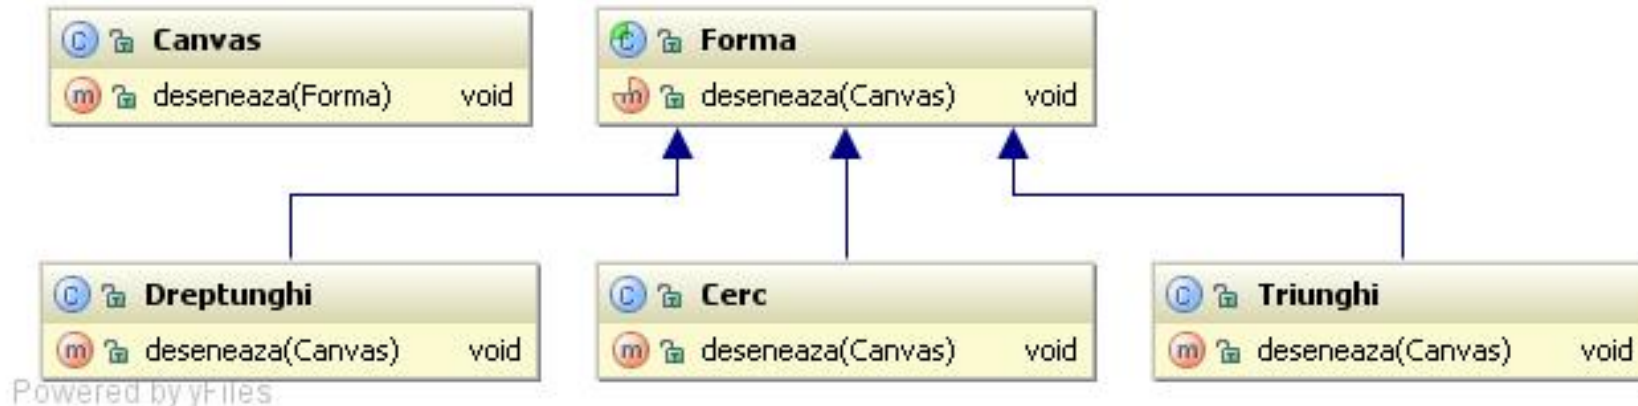 Canvas
deseneaza(Forma) void
Forma
deseneaza(Canvas) void
Dreptunghi
deseneaza(Canvas) void
Cerc
deseneaza(Canvas) void
Triunghi
deseneaza(Canvas) void
Powered by yFiles